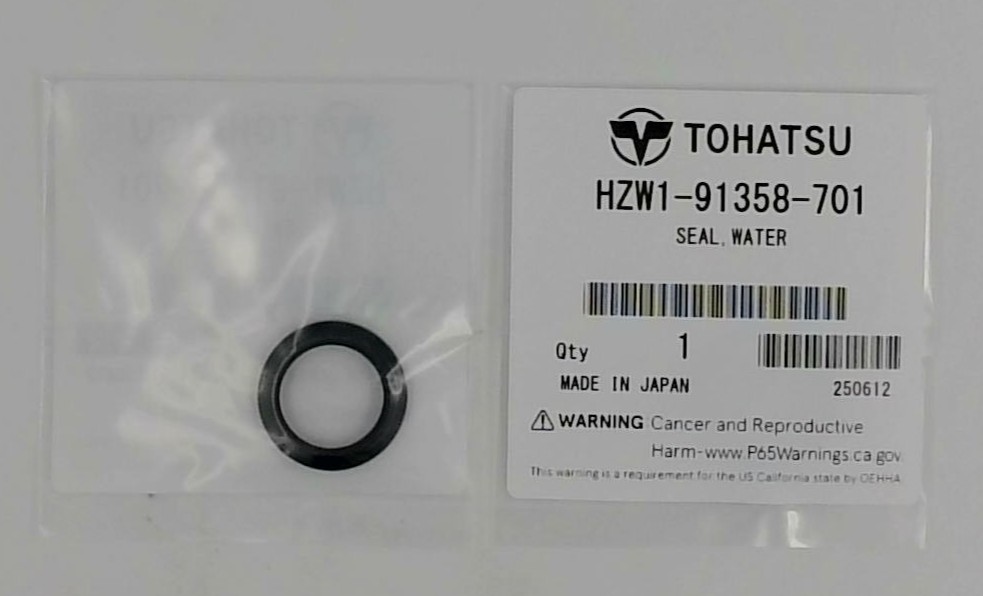 TOHATSU
HZW1-91358-701
SEAL, WATER
Qty 1
MADE IN JAPAN 250612
WARNING Cancer and Reproductive
Harm-www.P65Warnings.ca.gov.
This warning is a requirement for the US California state by OEHHA